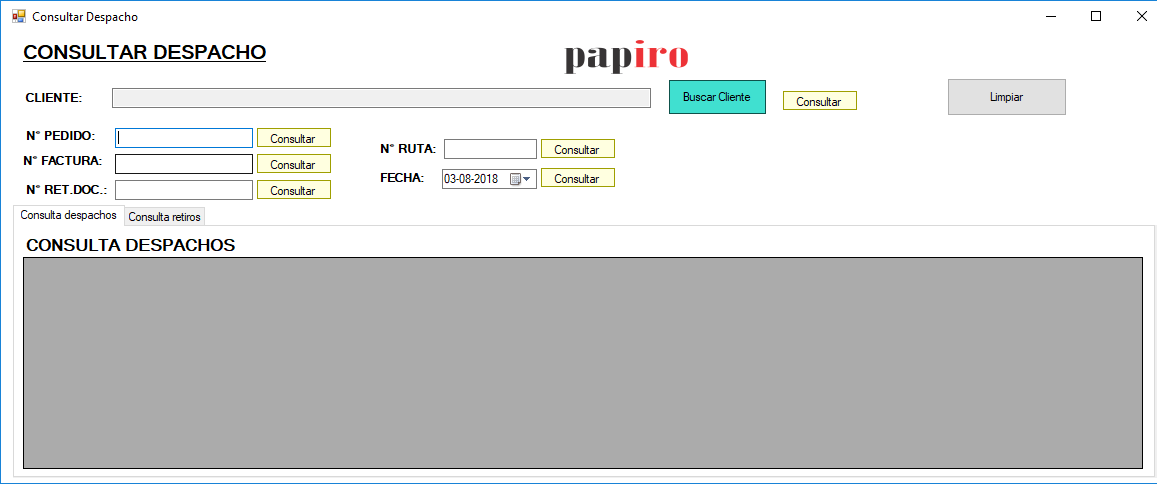 Consultar Despacho
CONSULTAR DESPACHO
papiro
CLIENTE:
Buscar Cliente
Consultar
Limpiar
N° PEDIDO:
Consultar
N° FACTURA:
Consultar
N° RET.DOC.:
Consultar
N° RUTA:
Consultar
FECHA:
03-08-2018
Consultar
Consulta despachos
Consulta retiros
CONSULTA DESPACHOS